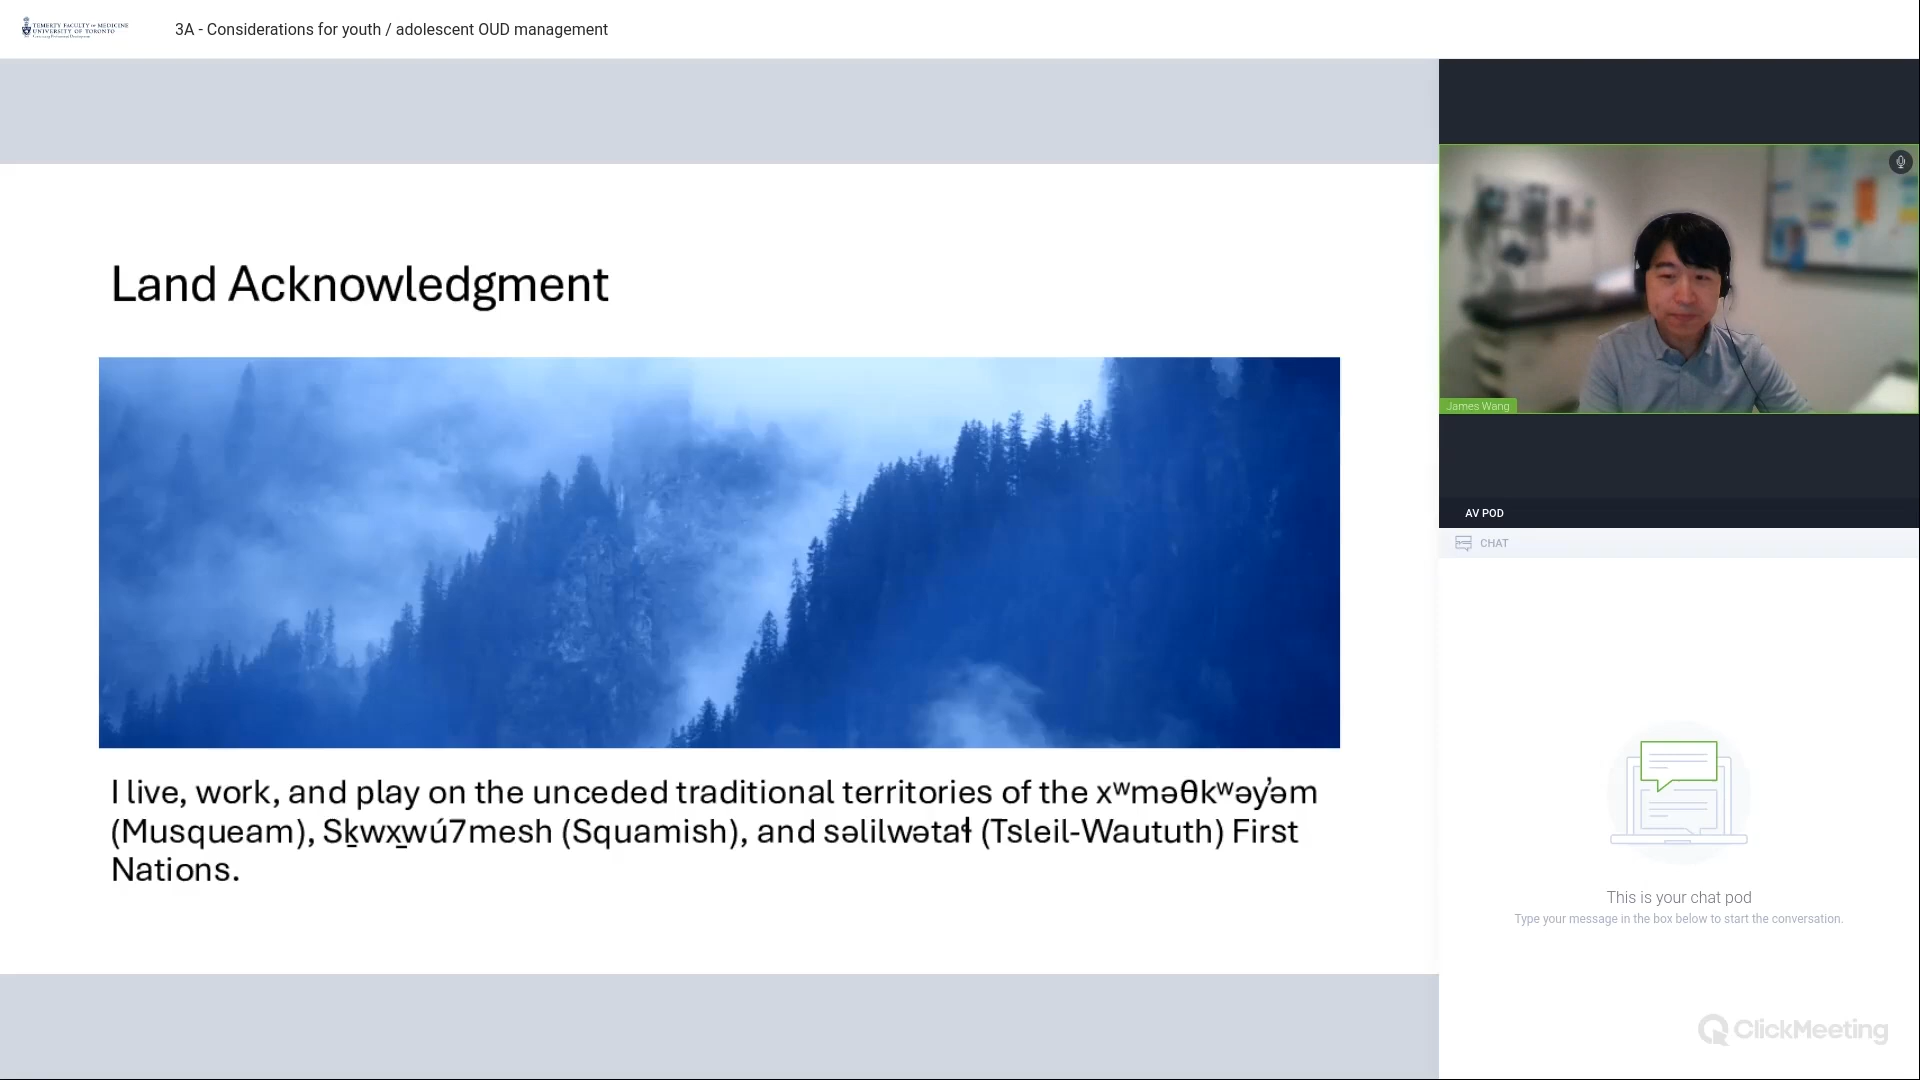 TEMERTY FACULTY OF MEDICINE
UNIVERSITY OF TORONTO
3A - Considerations for youth / adolescent OUD management
Land Acknowledgment
I live, work, and play on the unceded traditional territories of the xʷməθkʷəy̓əm
(Musqueam), Sḵwx̱wú7mesh (Squamish), and səlilwətaɬ (Tsleil-Waututh) First
Nations.
James Wang
AV POD
CHAT
This is your chat pod
Type your message in the box below to start the conversation.
ClickMeeting